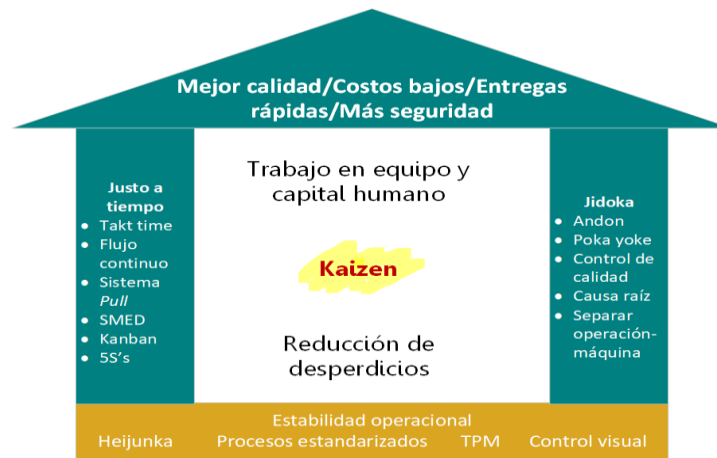 Mejor calidad/Costos bajos/Entregas
rápidas/Más seguridad
Justo a
tiempo
• Takt time
• Flujo
continuo
• Sistema
Pull
• SMED
• Kanban
• 5S's
Trabajo en equipo y
capital humano
Kaizen
Reducción de
desperdicios
Jidoka
• Andon
• Poka yoke
• Control de
calidad
• Causa raíz
• Separar
operación-
máquina
Estabilidad operacional
Heijunka Procesos estandarizados TPM Control visual